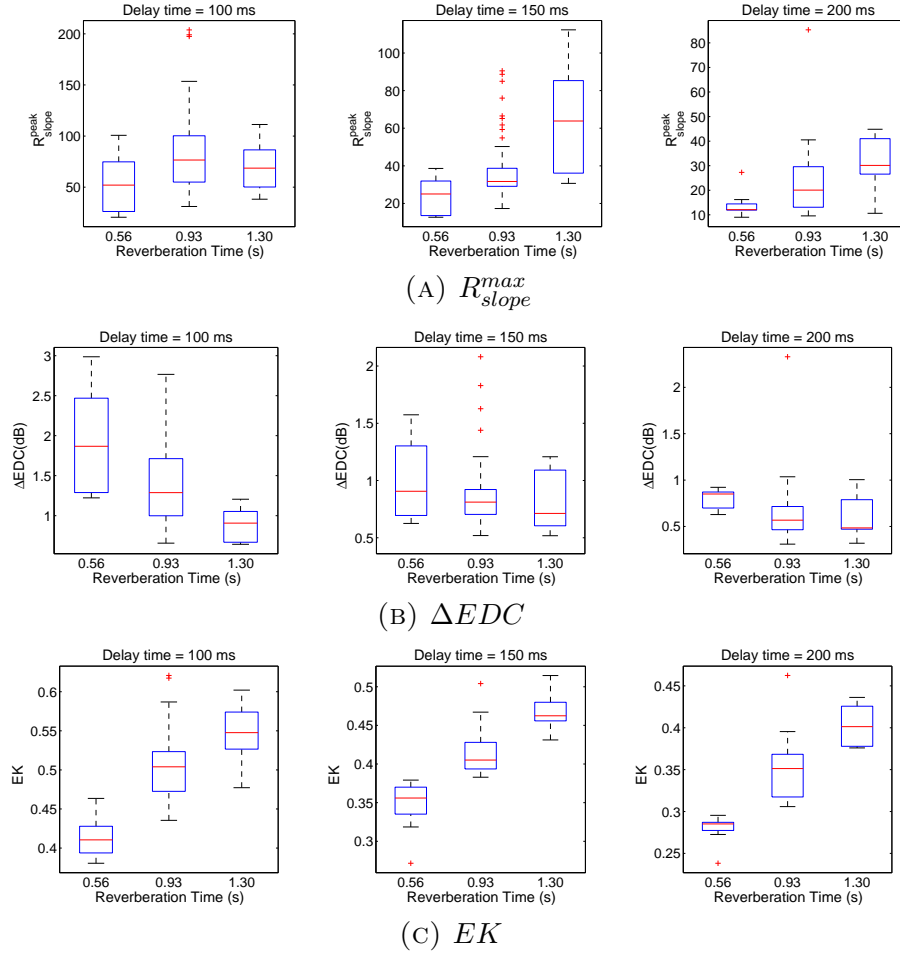 Delay time = 100 ms
200
150
100
50
R^peak_slope
0.56 0.93 1.30
Reverberation Time (s)
Delay time = 150 ms
100
80
60
40
20
R^peak_slope
0.56 0.93 1.30
Reverberation Time (s)
Delay time = 200 ms
80
70
60
50
40
30
20
10
R^peak_slope
0.56 0.93 1.30
Reverberation Time (s)
(A) R^max_slope
Delay time = 100 ms
3
2.5
2
1.5
1
ΔEDC(dB)
0.56 0.93 1.30
Reverberation Time (s)
Delay time = 150 ms
2
1.5
1
0.5
ΔEDC(dB)
0.56 0.93 1.30
Reverberation Time (s)
Delay time = 200 ms
2
1
0.5
ΔEDC(dB)
0.56 0.93 1.30
Reverberation Time (s)
(B) ΔEDC
Delay time = 100 ms
0.6
0.55
0.5
0.45
0.4
EK
0.56 0.93 1.30
Reverberation Time (s)
Delay time = 150 ms
0.5
0.45
0.4
0.35
0.3
EK
0.56 0.93 1.30
Reverberation Time (s)
Delay time = 200 ms
0.45
0.4
0.35
0.3
0.25
EK
0.56 0.93 1.30
Reverberation Time (s)
(C) EK